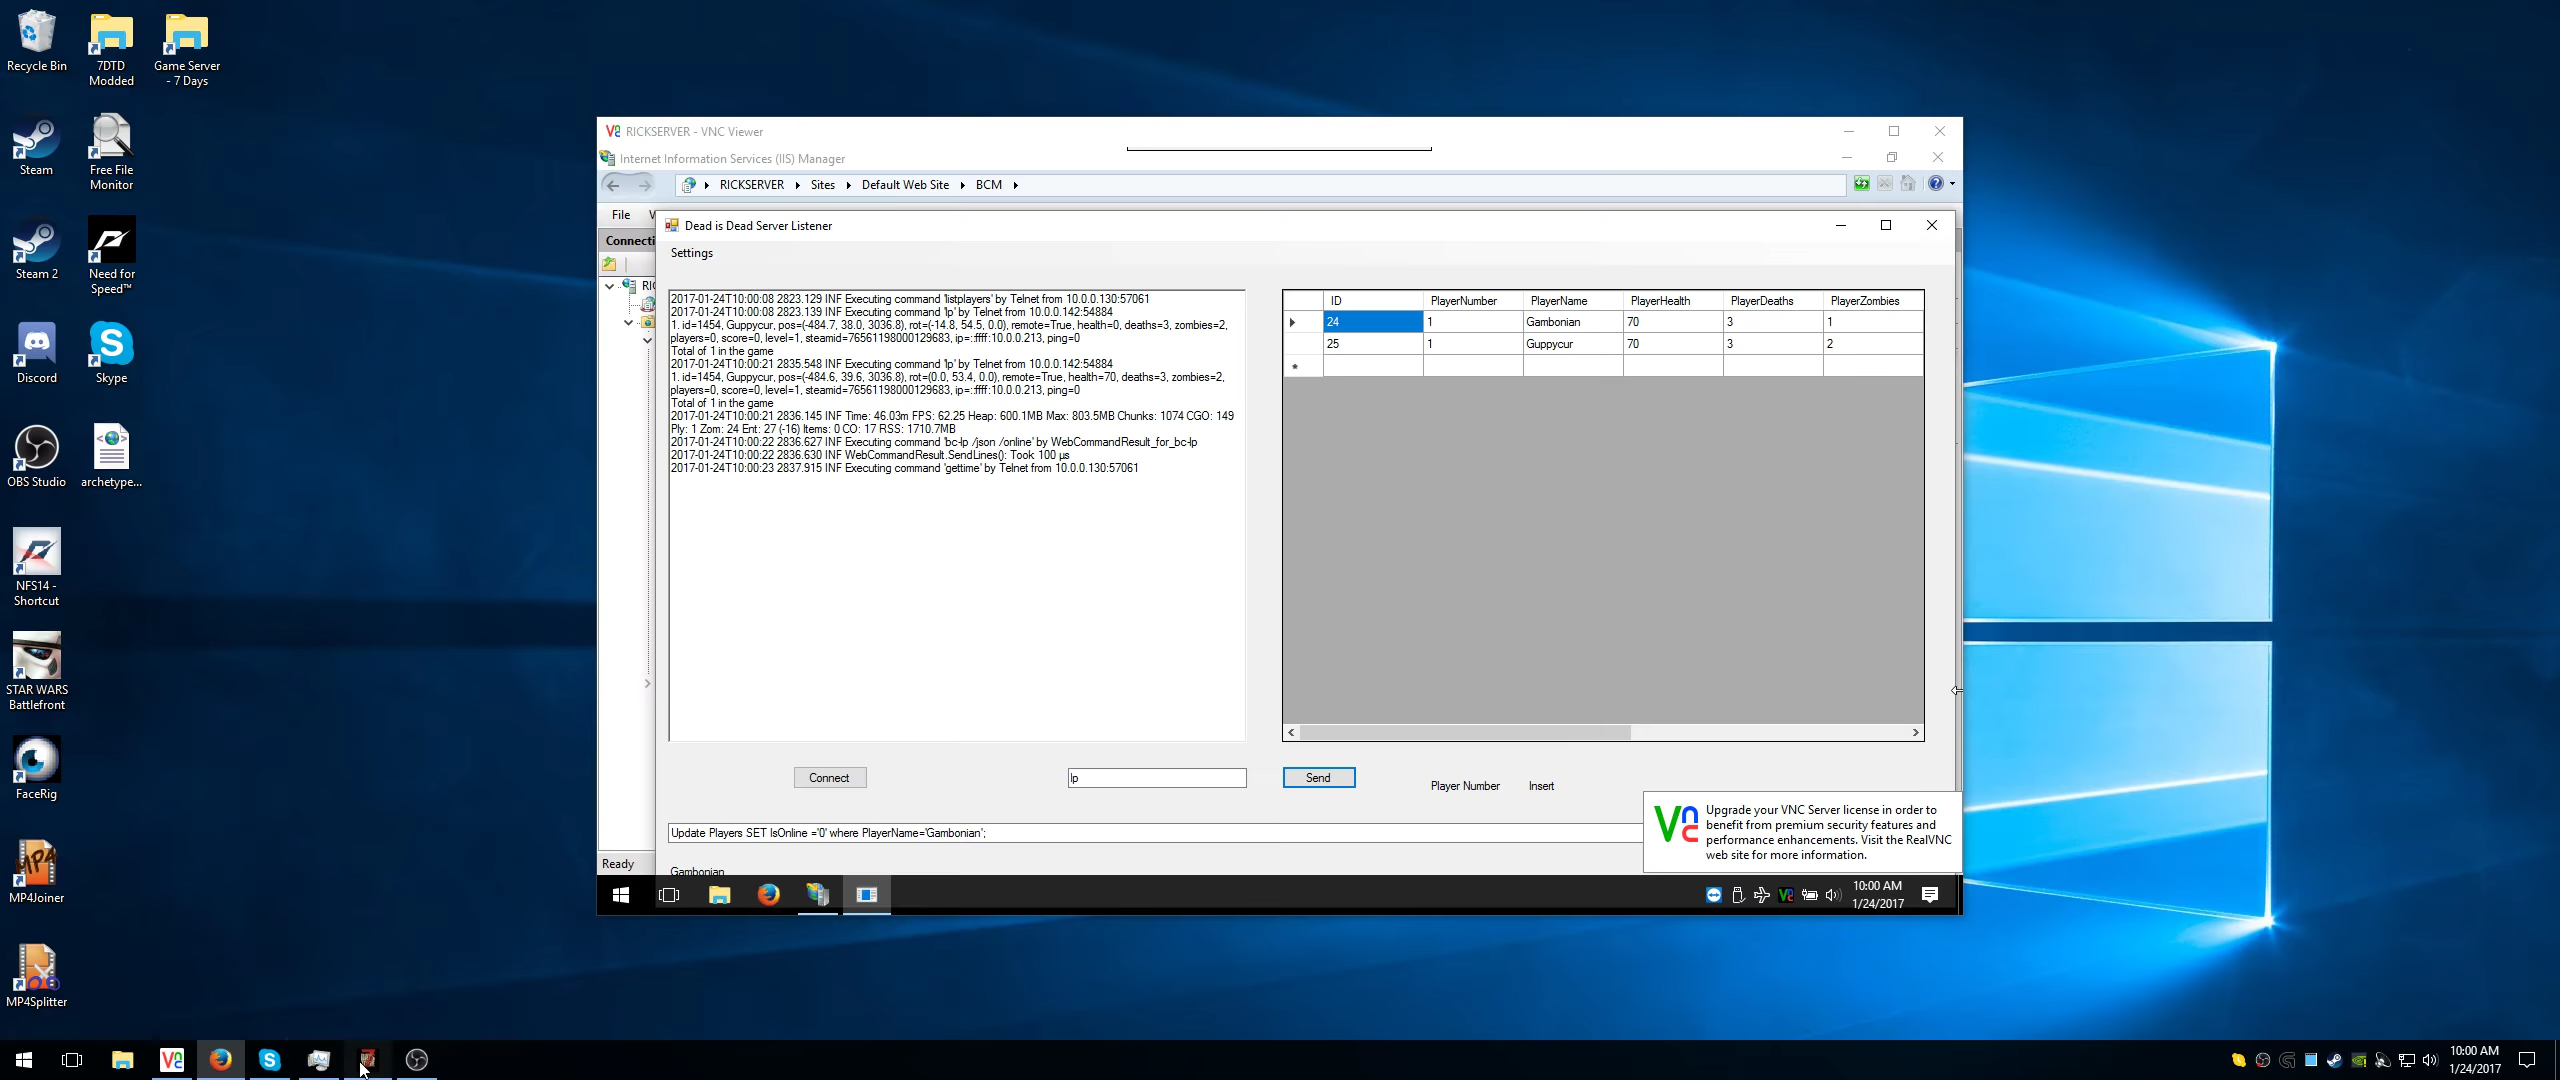 Recycle Bin
7DTD
Modded
Game Server
- 7 Days
Steam
Free File
Monitor
Steam 2
Need for
Speed™
Discord
Skype
OBS Studio
archetype...
NFS14 -
Shortcut
STAR WARS
Battlefront
FaceRig
MP4Joiner
MP4Splitter
RICKSERVER - VNC Viewer
Internet Information Services (IIS) Manager
RICKSERVER Sites Default Web Site BCM
File
Connecti
Dead is Dead Server Listener
Settings
2017-01-24T10:00:08 2823.129 INF Executing command 'listplayers' by Telnet from 10.0.0.130:57061
2017-01-24T10:00:08 2823.139 INF Executing command 'lp' by Telnet from 10.0.0.142:54884
1. id=1454, Guppycur, pos=(-484.7, 38.0, 3036.8), rot=(-14.8, 54.5, 0.0), remote=True, health=0, deaths=3, zombies=2,
players=0, score=0, level=1, steamid=76561198000129683, ip=::ffff:10.0.0.213, ping=0
Total of 1 in the game
2017-01-24T10:00:21 2835.548 INF Executing command 'lp' by Telnet from 10.0.0.142:54884
1. id=1454, Guppycur, pos=(-484.6, 39.6, 3036.8), rot=(0.0, 53.4, 0.0), remote=True, health=70, deaths=3, zombies=2,
players=0, score=0, level=1, steamid=76561198000129683, ip=::ffff:10.0.0.213, ping=0
Total of 1 in the game
2017-01-24T10:00:21 2836.145 INF Time: 46.03m FPS: 62.25 Heap: 600.1MB Max: 803.5MB Chunks: 1074 CGO: 149
Ply: 1 Zom: 24 Ent: 27 (-16) Items: 0 CO: 17 RSS: 1710.7MB
2017-01-24T10:00:22 2836.627 INF Executing command 'bc-lp /json /online' by WebCommandResult_for_bc-lp
2017-01-24T10:00:22 2836.630 INF WebCommandResult.SendLines(): Took 100 µs
2017-01-24T10:00:23 2837.915 INF Executing command 'gettime' by Telnet from 10.0.0.130:57061
ID PlayerNumber PlayerName PlayerHealth PlayerDeaths PlayerZombies
24 1 Gambonian 70 3 1
25 1 Guppycur 70 3 2
Connect
lp
Send
Player Number Insert
Update Players SET IsOnline ='0' where PlayerName='Gambonian';
Gambonian
Ready
Upgrade your VNC Server license in order to
benefit from premium security features and
performance enhancements. Visit the RealVNC
web site for more information.
10:00 AM
1/24/2017
10:00 AM
1/24/2017